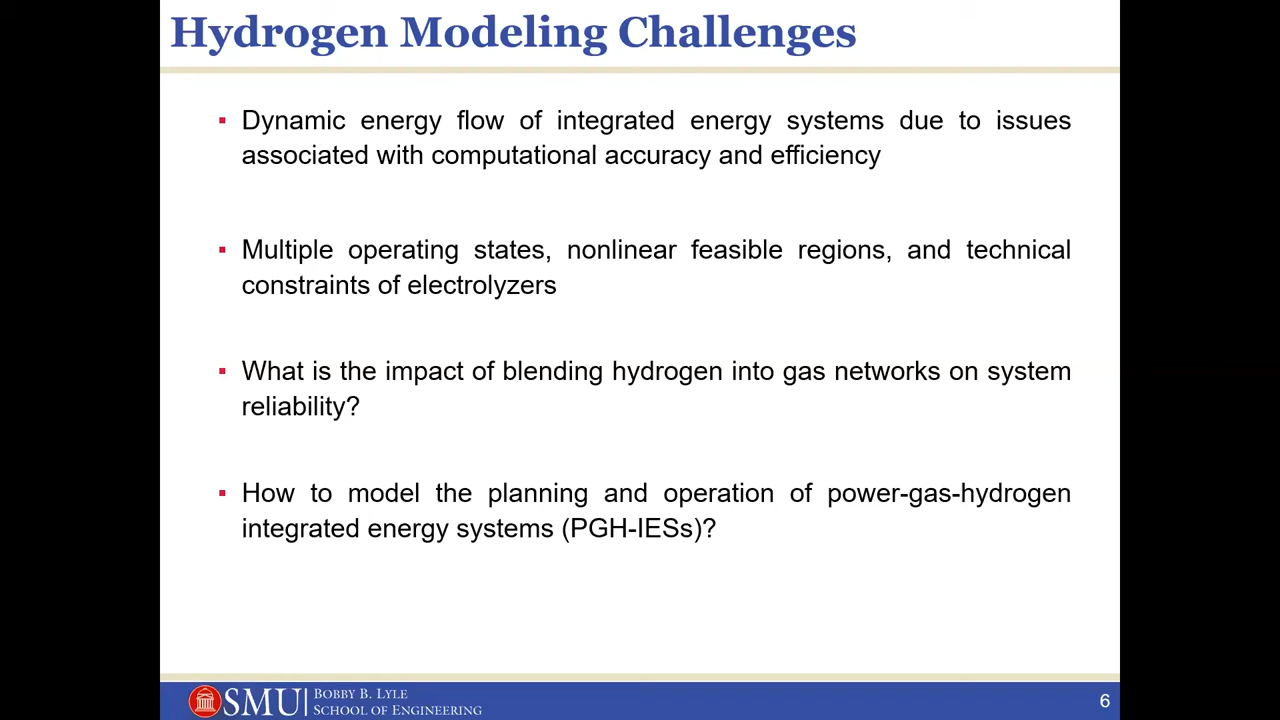 Hydrogen Modeling Challenges
▪ Dynamic energy flow of integrated energy systems due to issues
associated with computational accuracy and efficiency
▪ Multiple operating states, nonlinear feasible regions, and technical
constraints of electrolyzers
▪ What is the impact of blending hydrogen into gas networks on system
reliability?
▪ How to model the planning and operation of power-gas-hydrogen
integrated energy systems (PGH-IESs)?
SMU
BOBBY B. LYLE
SCHOOL OF ENGINEERING
6